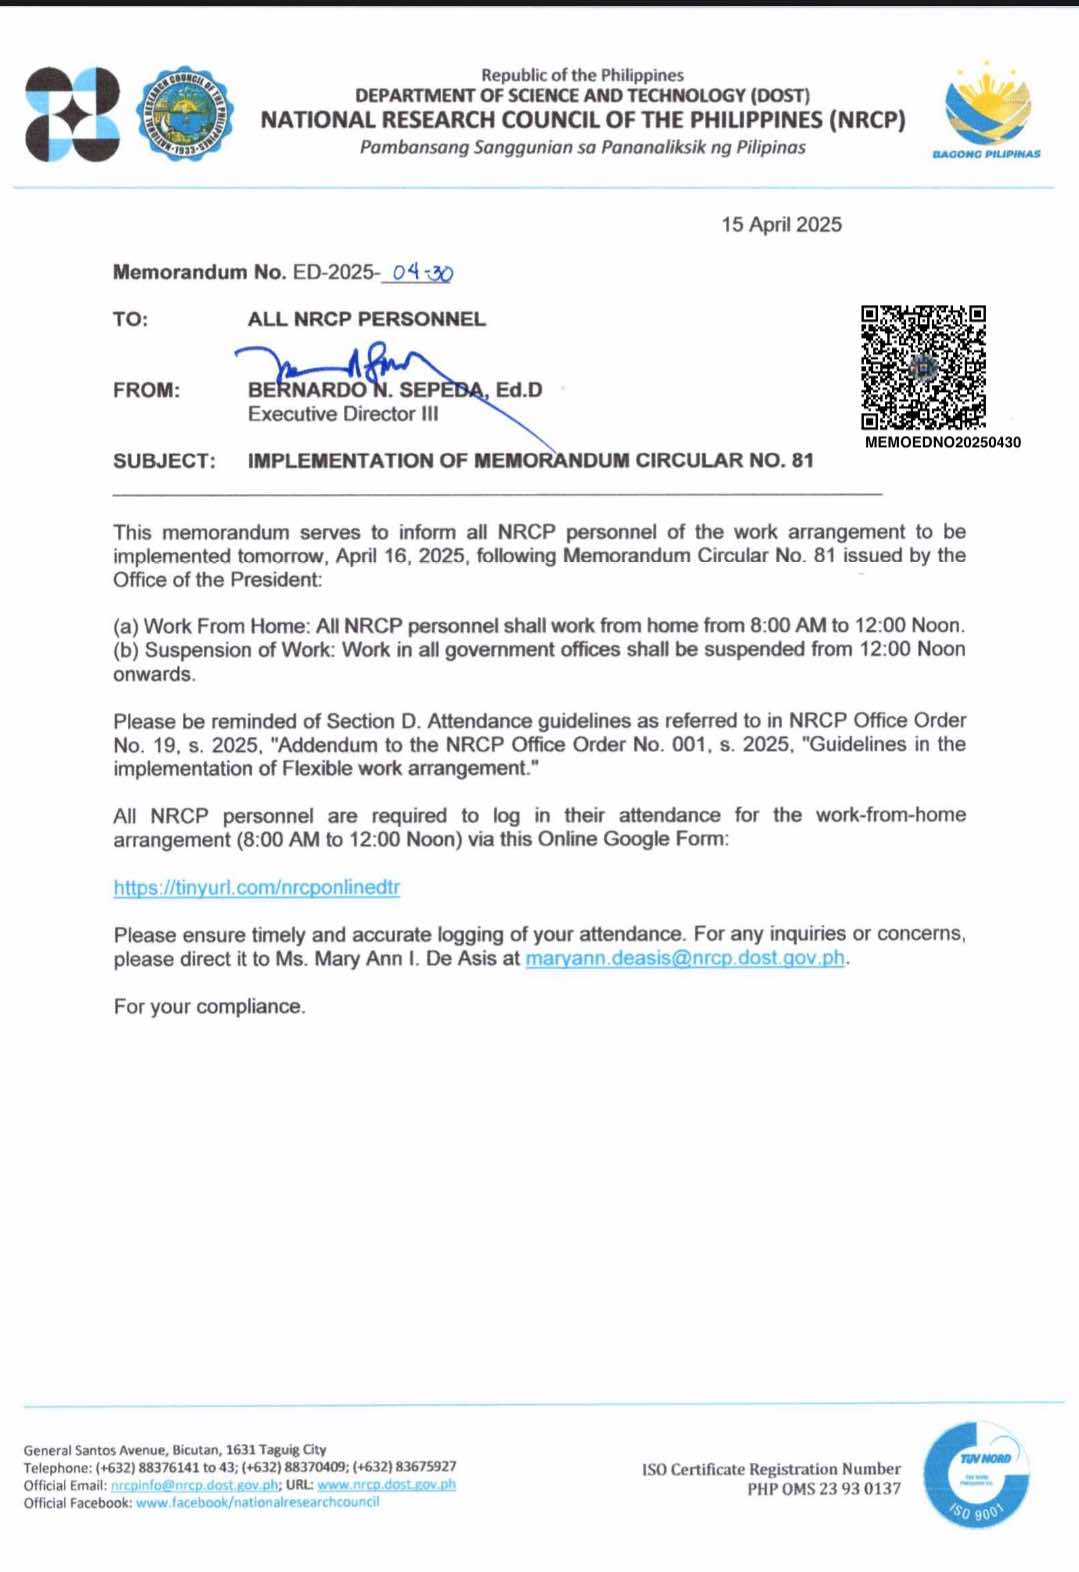 Republic of the Philippines
DEPARTMENT OF SCIENCE AND TECHNOLOGY (DOST)
NATIONAL RESEARCH COUNCIL OF THE PHILIPPINES (NRCP)
Pambansang Sanggunian sa Pananaliksik ng Pilipinas
NATIONAL RESEARCH COUNCIL OF THE PHILIPPINES
1933
BAGONG PILIPINAS
15 April 2025
Memorandum No. ED-2025- 04-30
TO: ALL NRCP PERSONNEL
FROM: BERNARDO N. SEPEDA, Ed.D
Executive Director III
MEMOEDNO20250430
SUBJECT: IMPLEMENTATION OF MEMORANDUM CIRCULAR NO. 81
This memorandum serves to inform all NRCP personnel of the work arrangement to be
implemented tomorrow, April 16, 2025, following Memorandum Circular No. 81 issued by the
Office of the President:
(a) Work From Home: All NRCP personnel shall work from home from 8:00 AM to 12:00 Noon.
(b) Suspension of Work: Work in all government offices shall be suspended from 12:00 Noon
onwards.
Please be reminded of Section D. Attendance guidelines as referred to in NRCP Office Order
No. 19, s. 2025, "Addendum to the NRCP Office Order No. 001, s. 2025, "Guidelines in the
implementation of Flexible work arrangement."
All NRCP personnel are required to log in their attendance for the work-from-home
arrangement (8:00 AM to 12:00 Noon) via this Online Google Form:
https://tinyurl.com/nrcponlinedtr
Please ensure timely and accurate logging of your attendance. For any inquiries or concerns,
please direct it to Ms. Mary Ann I. De Asis at maryann.deasis@nrcp.dost.gov.ph.
For your compliance.
General Santos Avenue, Bicutan, 1631 Taguig City
Telephone: (+632) 88376141 to 43; (+632) 88370409; (+632) 83675927
Official Email: nrcpinfo@nrcp.dost.gov.ph; URL: www.nrcp.dost.gov.ph
Official Facebook: www.facebook/nationalresearchcouncil
ISO Certificate Registration Number
PHP QMS 23 93 0137
TUV NORD
ISO 9001